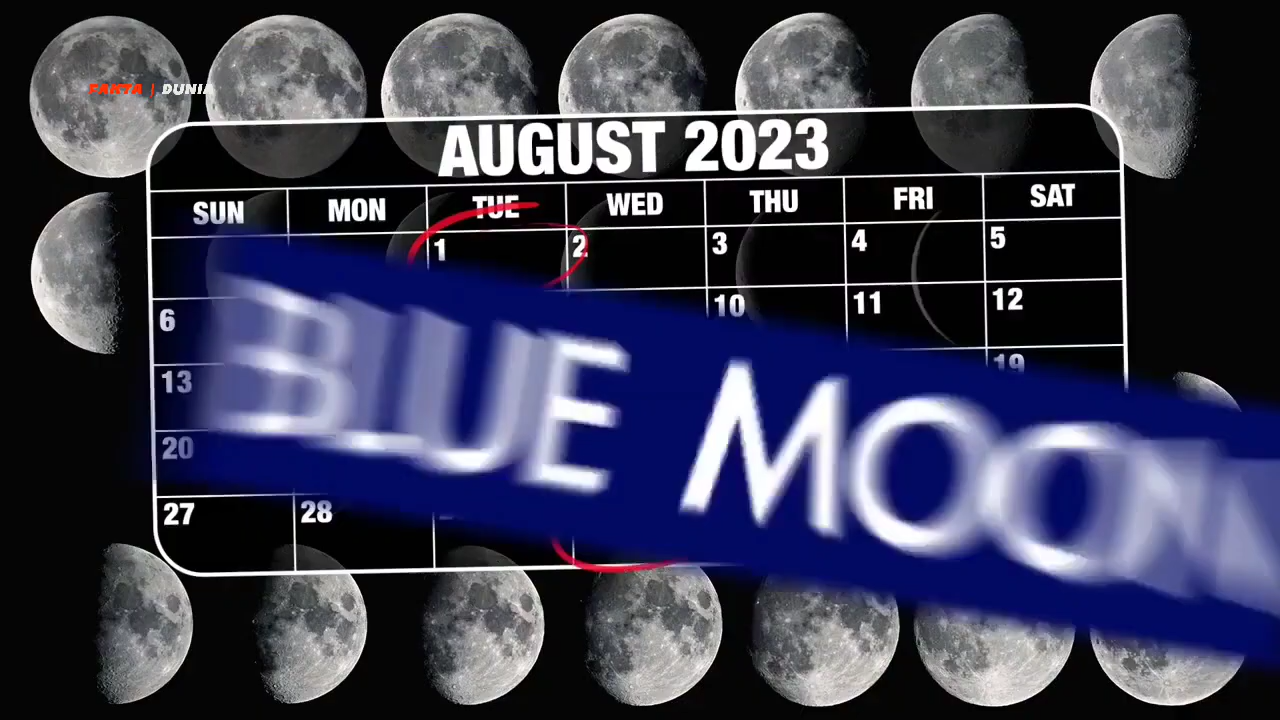 FAKTA | DUNIA
AUGUST 2023
SUN MON TUE WED THU FRI SAT
1 2 3 4 5
6 10 11 12
13 19
20
27 28
BLUE MOON